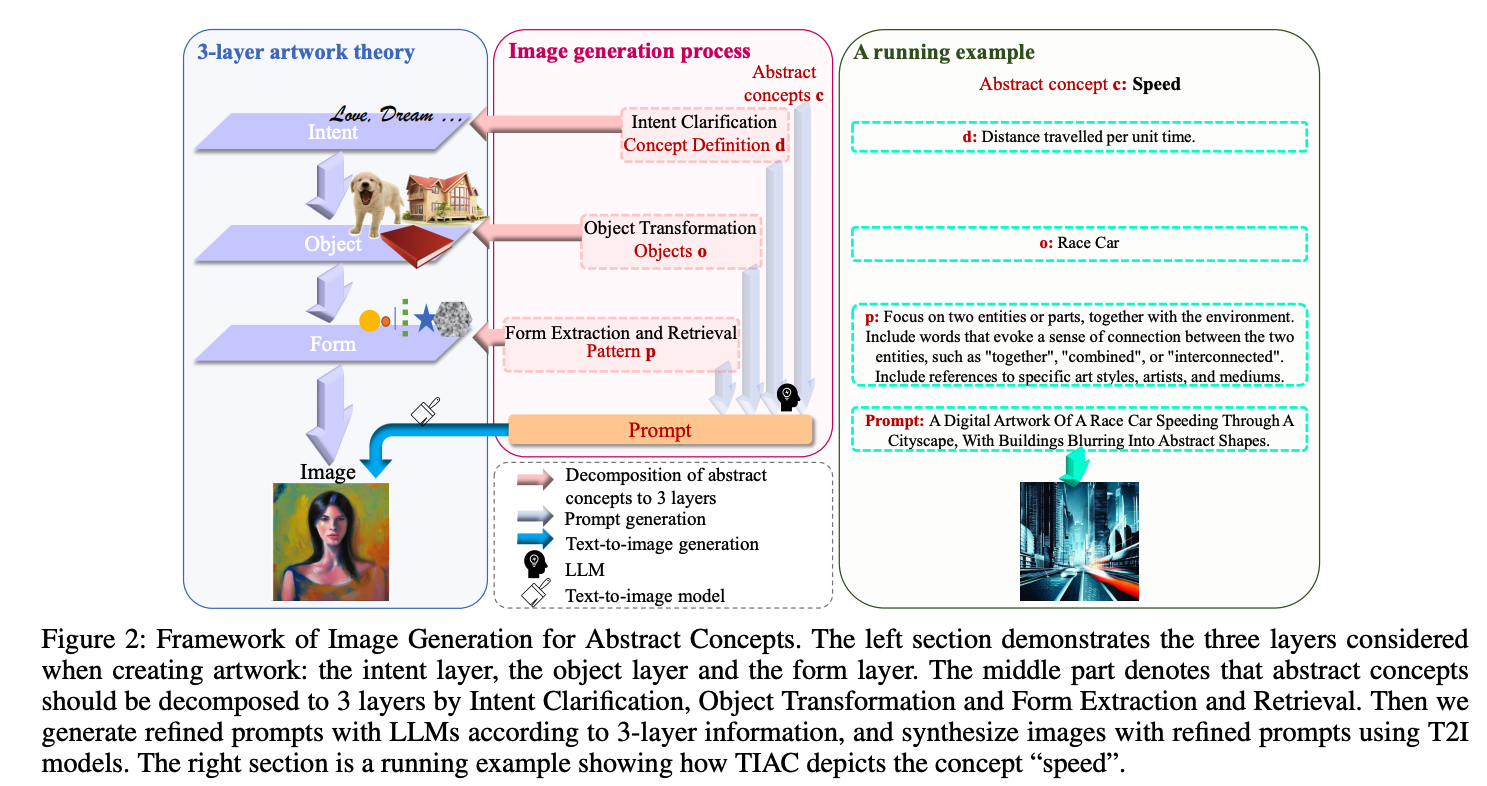 3-layer artwork theory
Love, Dream ...
Intent
Object
Form
Image
Image generation process
Abstract
concepts c
Intent Clarification
Concept Definition d
Object Transformation
Objects o
Form Extraction and Retrieval
Pattern p
Prompt
Decomposition of abstract
concepts to 3 layers
Prompt generation
Text-to-image generation
LLM
Text-to-image model
A running example
Abstract concept c: Speed
d: Distance travelled per unit time.
o: Race Car
p: Focus on two entities or parts, together with the environment.
Include words that evoke a sense of connection between the two
entities, such as "together", "combined", or "interconnected".
Include references to specific art styles, artists, and mediums.
Prompt: A Digital Artwork Of A Race Car Speeding Through A
Cityscape, With Buildings Blurring Into Abstract Shapes.
Figure 2: Framework of Image Generation for Abstract Concepts. The left section demonstrates the three layers considered
when creating artwork: the intent layer, the object layer and the form layer. The middle part denotes that abstract concepts
should be decomposed to 3 layers by Intent Clarification, Object Transformation and Form Extraction and Retrieval. Then we
generate refined prompts with LLMs according to 3-layer information, and synthesize images with refined prompts using T2I
models. The right section is a running example showing how TIAC depicts the concept “speed”.